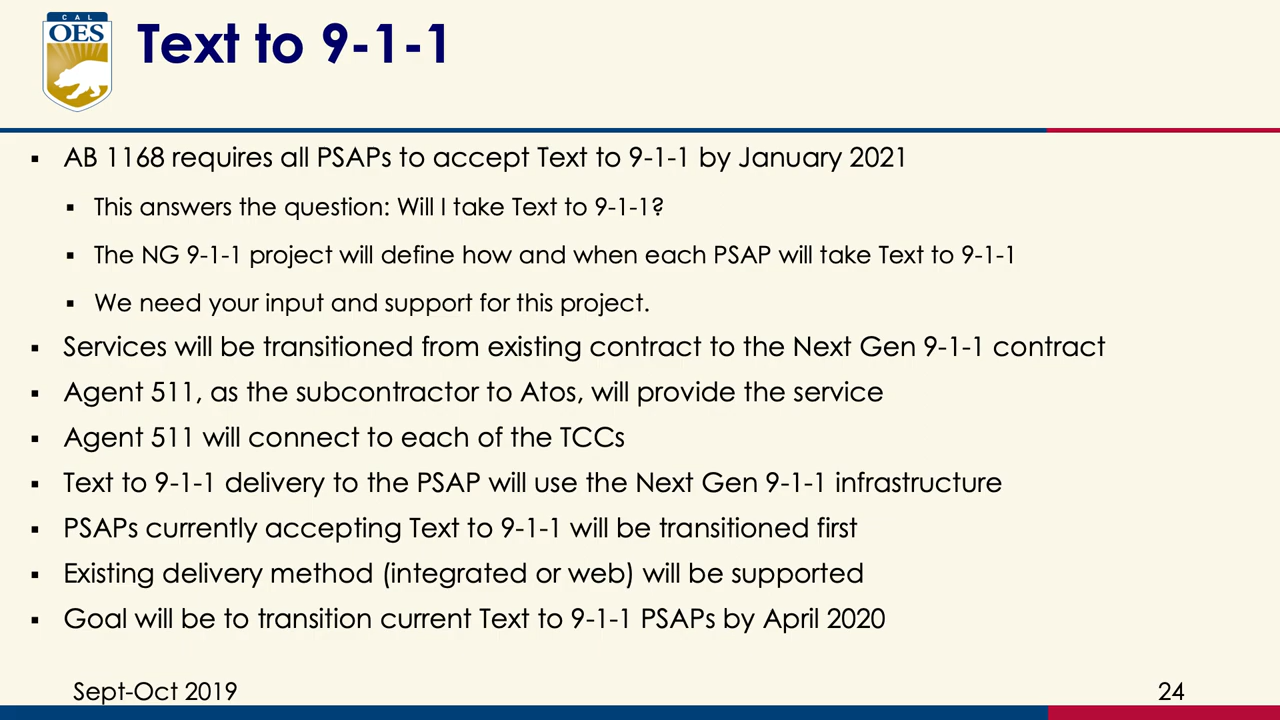 CAL
OES
Text to 9-1-1
▪ AB 1168 requires all PSAPs to accept Text to 9-1-1 by January 2021
▪ This answers the question: Will I take Text to 9-1-1?
▪ The NG 9-1-1 project will define how and when each PSAP will take Text to 9-1-1
▪ We need your input and support for this project.
▪ Services will be transitioned from existing contract to the Next Gen 9-1-1 contract
▪ Agent 511, as the subcontractor to Atos, will provide the service
▪ Agent 511 will connect to each of the TCCs
▪ Text to 9-1-1 delivery to the PSAP will use the Next Gen 9-1-1 infrastructure
▪ PSAPs currently accepting Text to 9-1-1 will be transitioned first
▪ Existing delivery method (integrated or web) will be supported
▪ Goal will be to transition current Text to 9-1-1 PSAPs by April 2020
Sept-Oct 2019
24